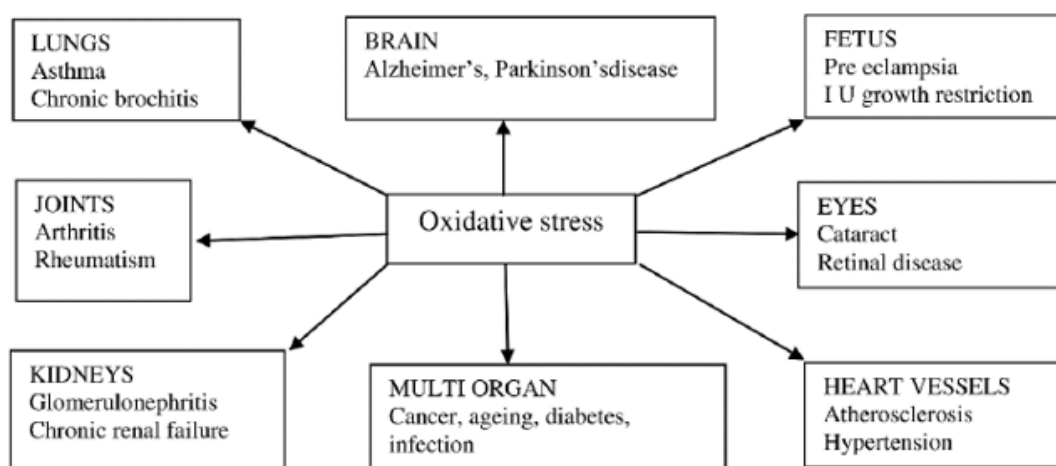 LUNGS
Asthma
Chronic brochitis
BRAIN
Alzheimer's, Parkinson'sdisease
FETUS
Pre eclampsia
I U growth restriction
JOINTS
Arthritis
Rheumatism
Oxidative stress
EYES
Cataract
Retinal disease
KIDNEYS
Glomerulonephritis
Chronic renal failure
MULTI ORGAN
Cancer, ageing, diabetes,
infection
HEART VESSELS
Atherosclerosis
Hypertension